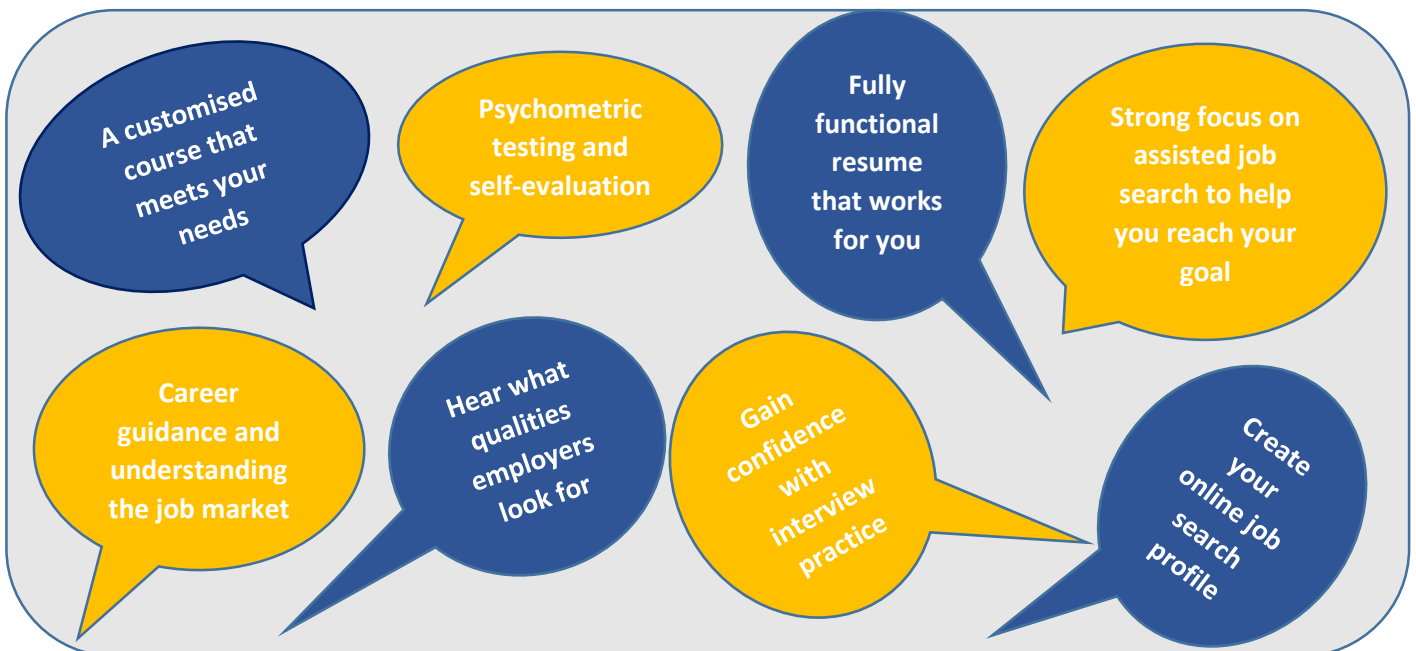 A customised
course that
meets your
needs
Psychometric
testing and
self-evaluation
Fully
functional
resume
that works
for you
Strong focus on
assisted job
search to help
you reach your
goal
Career
guidance and
understanding
the job market
Hear what
qualities
employers
look for
Gain
confidence
with
interview
practice
Create
your
online job
search
profile